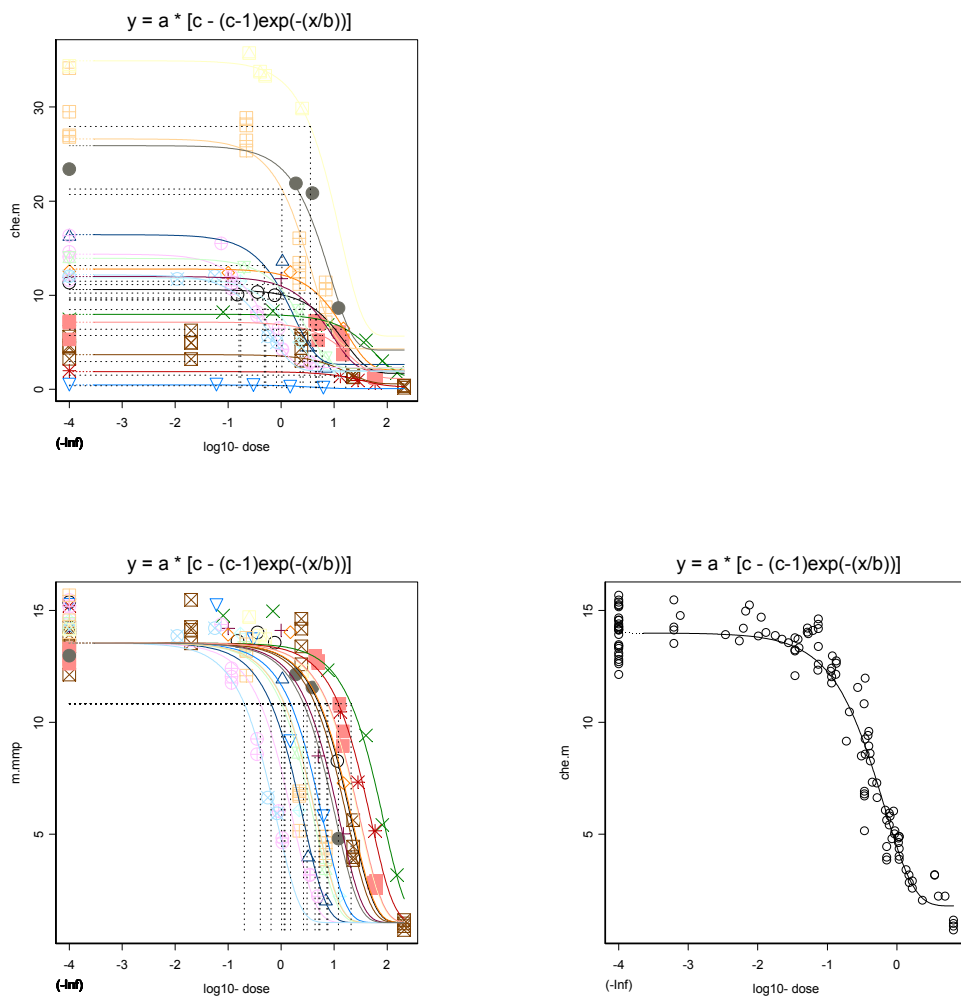 y = a * [c - (c-1)exp(-(x/b))]
che.m
30
20
10
0
-4 -3 -2 -1 0 1 2
(-Inf)
log10- dose
y = a * [c - (c-1)exp(-(x/b))]
m.mmp
15
10
5
-4 -3 -2 -1 0 1 2
(-Inf)
log10- dose
y = a * [c - (c-1)exp(-(x/b))]
che.m
15
10
5
-4 -3 -2 -1 0
(-Inf)
log10- dose